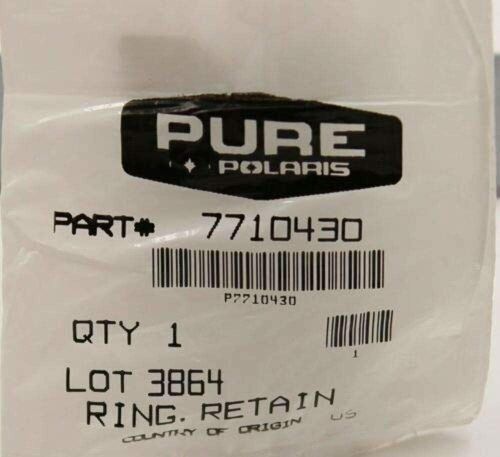 PURE
POLARIS
PART# 7710430
P7710430
QTY 1
1
LOT 3864
RING. RETAIN
COUNTRY OF ORIGIN US